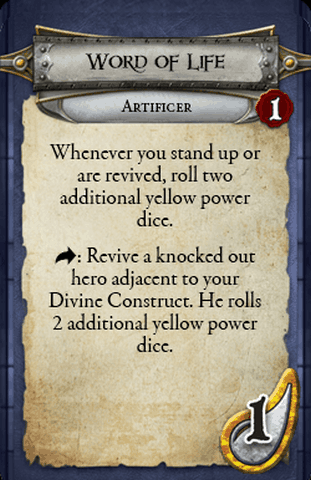 Word of Life
Artificer
1
Whenever you stand up or
are revived, roll two
additional yellow power
dice.
: Revive a knocked out
hero adjacent to your
Divine Construct. He rolls
2 additional yellow power
dice.
1